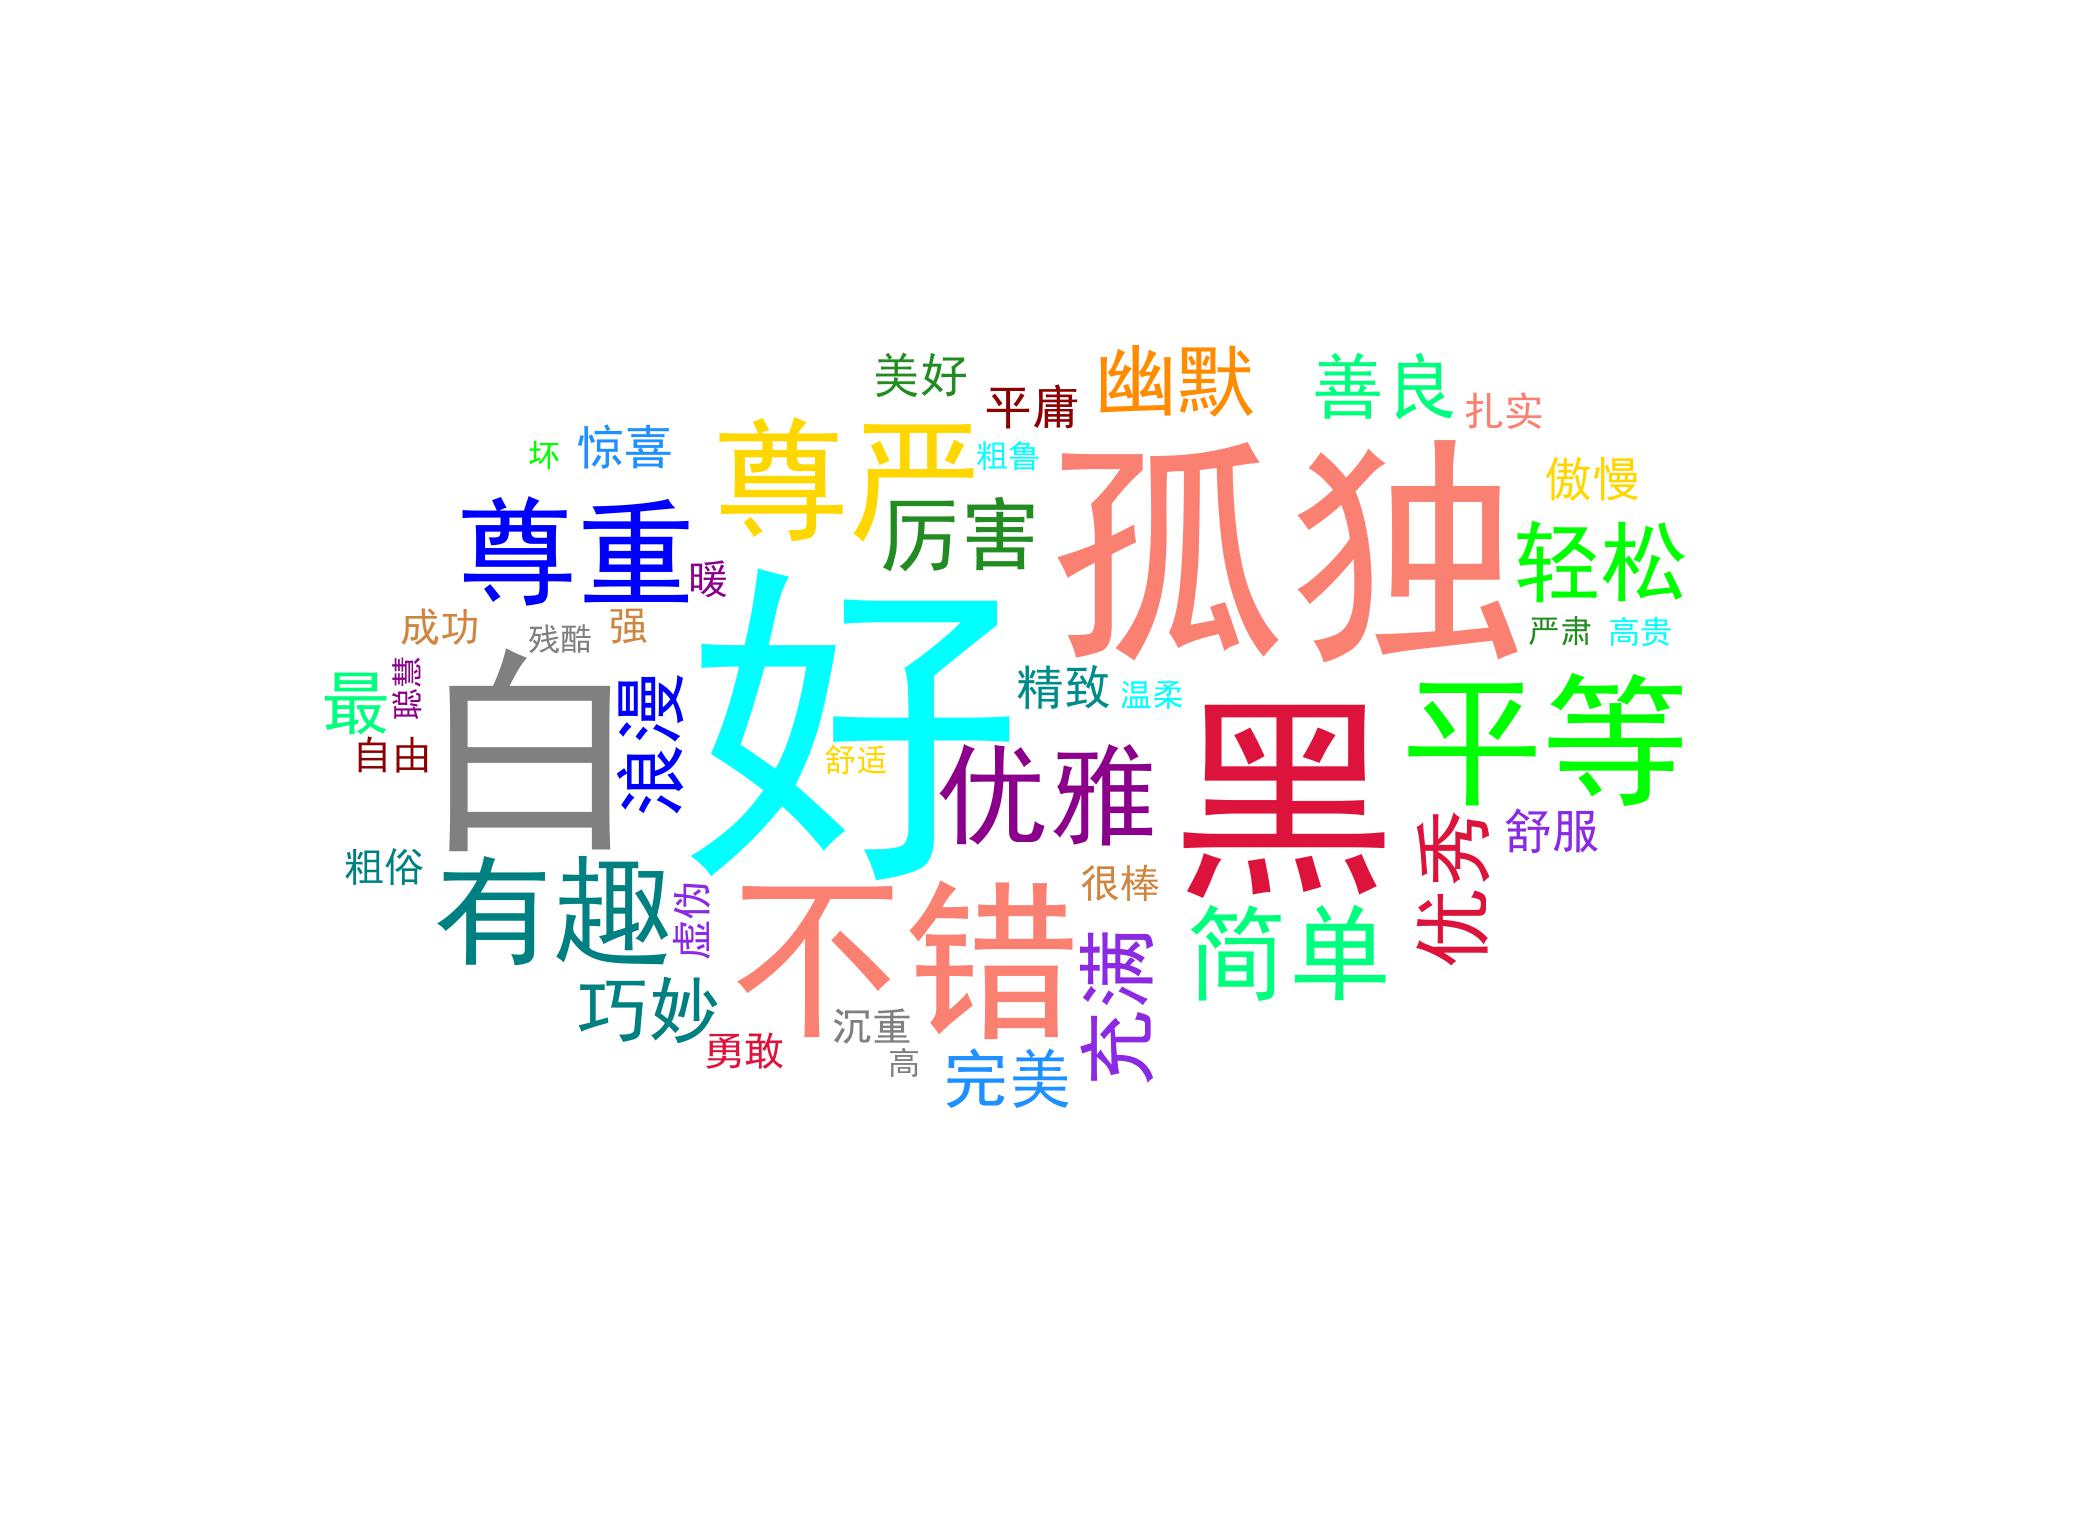 美好
平庸
幽默
善良
扎实
坏
惊喜
尊严
粗鲁
孤独
傲慢
尊重
暖
厉害
轻松
成功
残酷
强
好
严肃
高贵
最
聪慧
自由
白
浪漫
精致
温柔
黑
平等
舒适
优雅
优秀
舒服
粗俗
有趣
虚伪
不错
很棒
充满
简单
巧妙
勇敢
沉重
高
完美